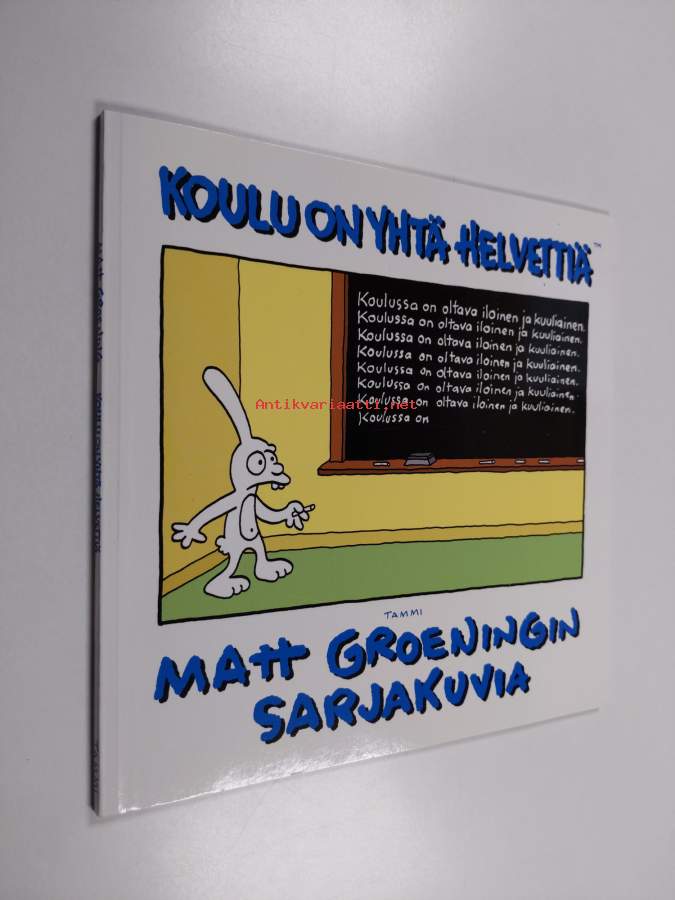 KOULU ON YHTÄ HELVETTIÄ™
Koulussa on oltava iloinen ja kuuliainen.
Koulussa on oltava iloinen ja kuuliainen.
Koulussa on oltava iloinen ja kuuliainen.
Koulussa on oltava iloinen ja kuuliainen.
Koulussa on oltava iloinen ja kuuliainen.
Koulussa on oltava iloinen ja kuuliainen.
Koulussa on oltava iloinen ja kuuliainen.
Koulussa on
Antikvariaatti.net
TAMMI
MATT GROENINGIN
SARJAKUVIA